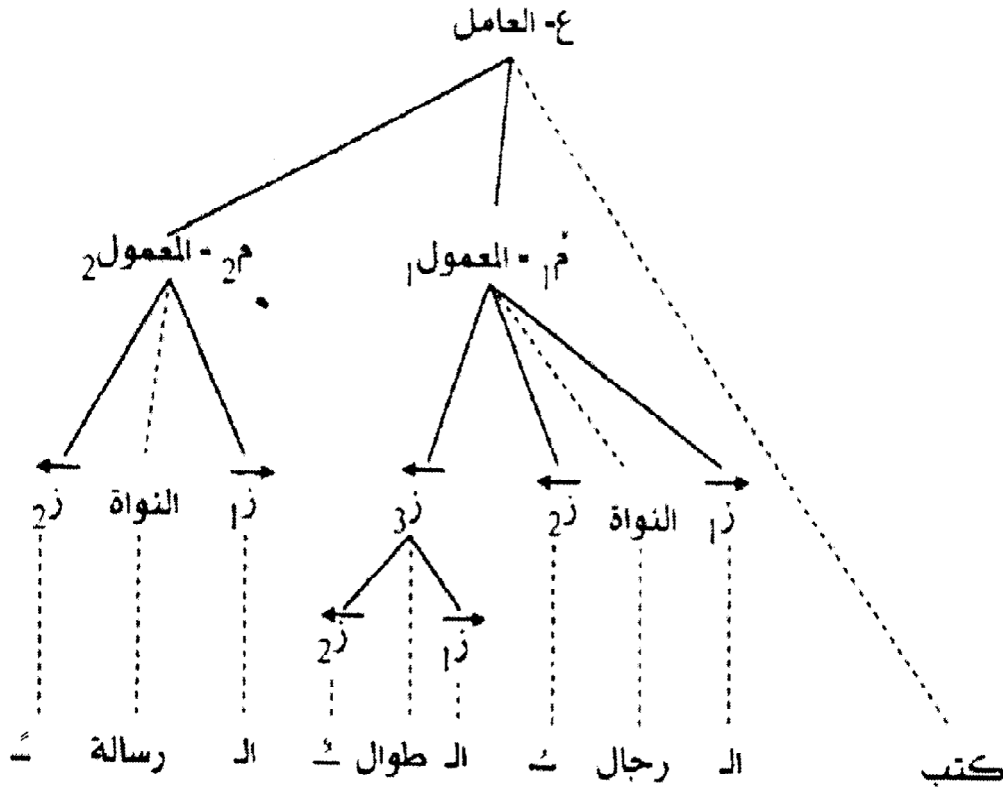 ع- العامل
م1 - المعمول1 م2 - المعمول2
ز1 النواة ز2 ز3 ز1 النواة ز2
ز1 ز2
كتب الـ رجال ـُ الـ طوال ـُ الـ رسالة ـً